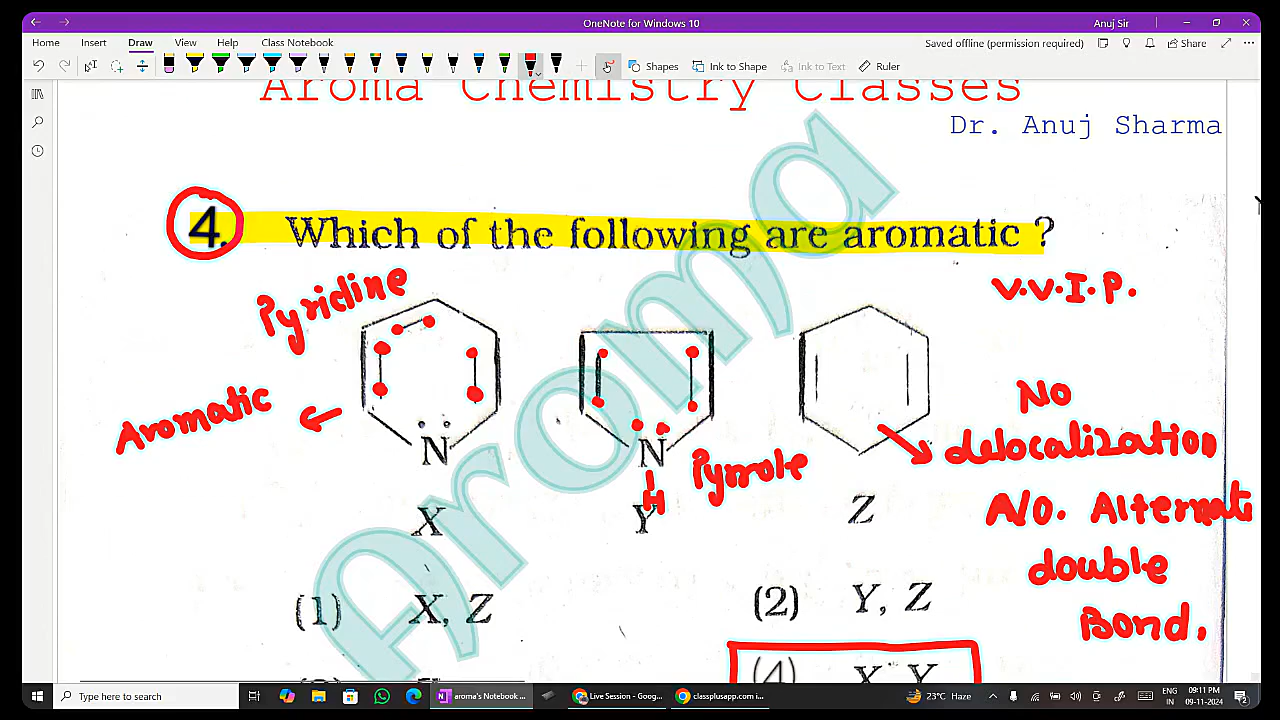 OneNote for Windows 10
Anuj Sir
Home Insert Draw View Help Class Notebook
Saved offline (permission required)
Share
Shapes
Ink to Shape
Ink to Text
Ruler
Aroma Chemistry Classes
Dr. Anuj Sharma
Aroma
4. Which of the following are aromatic ?
V.V.I.P.
Pyridine
Aromatic
N
N
H
Pyrrole
No
delocalization
A/O. Alternati
double
Bond.
X
Y
Z
(1) X, Z
(2) Y, Z
(4) X, Y
Type here to search
aroma's Notebook ...
Live Session - Goog...
classplusapp.com i...
23°C Haze
ENG
IN
09:11 PM
09-11-2024
2